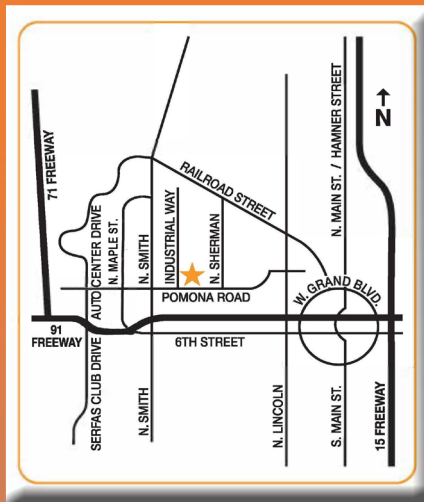 71 FREEWAY
AUTO CENTER DRIVE
N. MAPLE ST.
N. SMITH
INDUSTRIAL WAY
N. SHERMAN
RAILROAD STREET
N. MAIN ST. / HAMNER STREET
N
POMONA ROAD
W. GRAND BLVD.
91
FREEWAY
6TH STREET
SERFAS CLUB DRIVE
N. SMITH
N. LINCOLN
S. MAIN ST.
15 FREEWAY